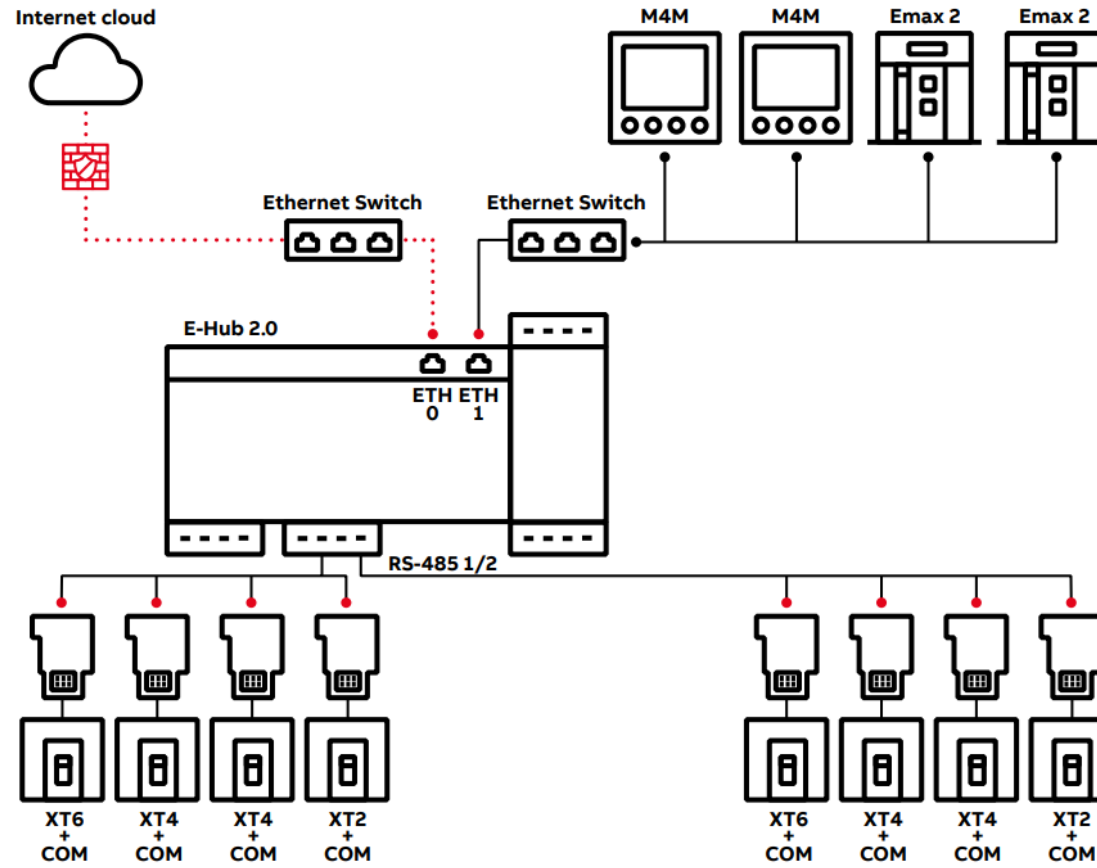 Internet cloud
M4M
M4M
Emax 2
Emax 2
Ethernet Switch
Ethernet Switch
E-Hub 2.0
ETH ETH
0 1
RS-485 1/2
XT6
+
COM
XT4
+
COM
XT4
+
COM
XT2
+
COM
XT6
+
COM
XT4
+
COM
XT4
+
COM
XT2
+
COM